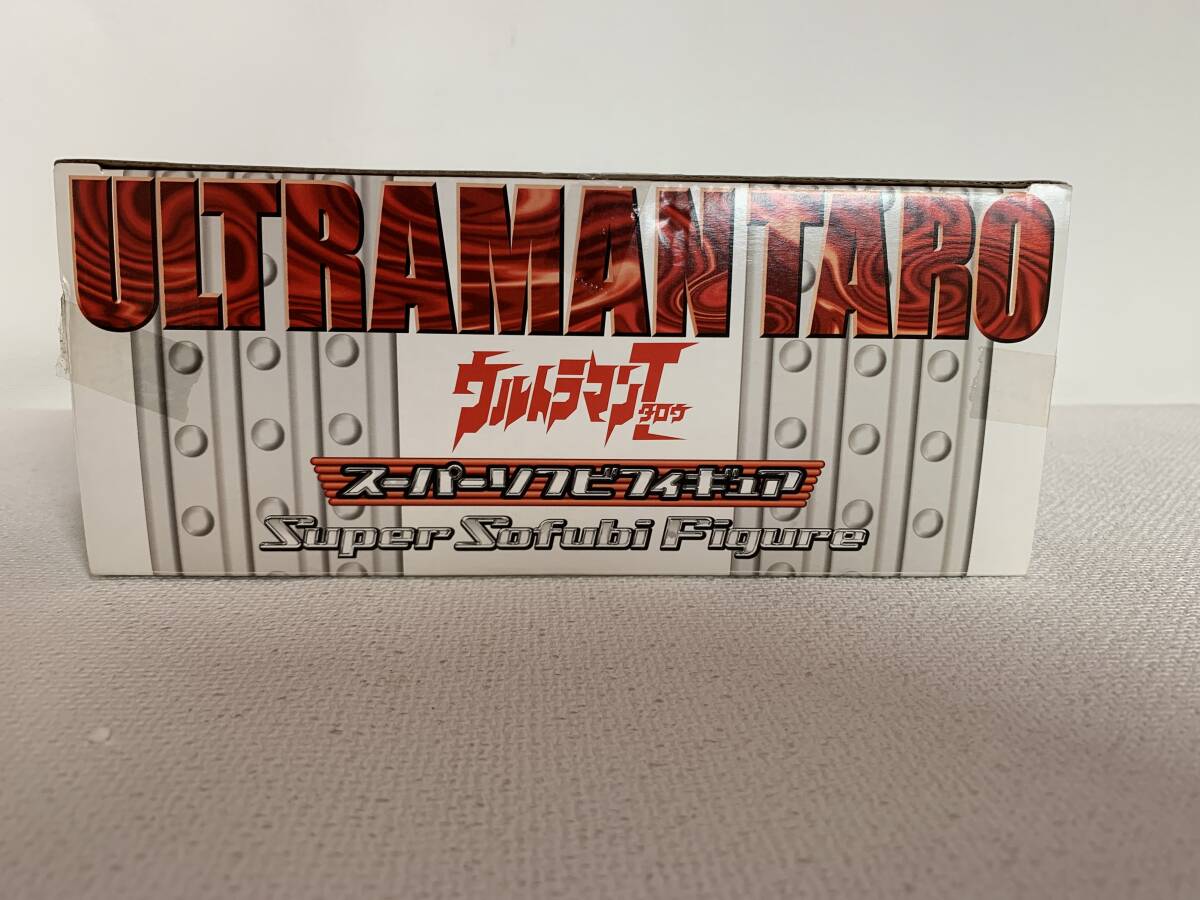 ULTRAMAN TARO
ウルトラマンT
タロウ
スーパーソフビフィギュア
Super Sofubi Figure